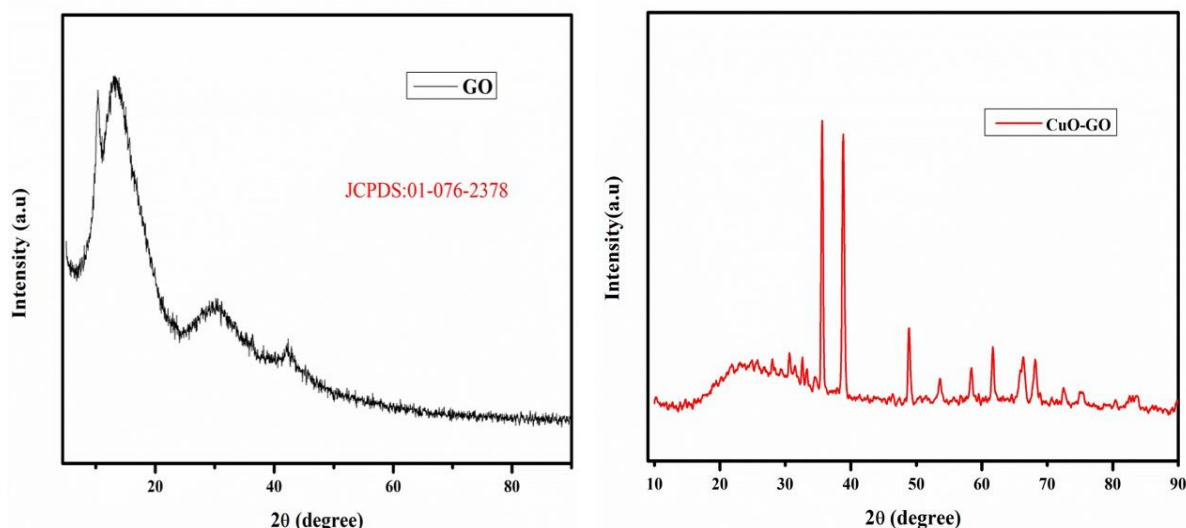 GO
JCPDS:01-076-2378
Intensity (a.u)
20 40 60 80
2θ (degree)
CuO-GO
Intensity(a.u)
10 20 30 40 50 60 70 80 90
2θ (degree)